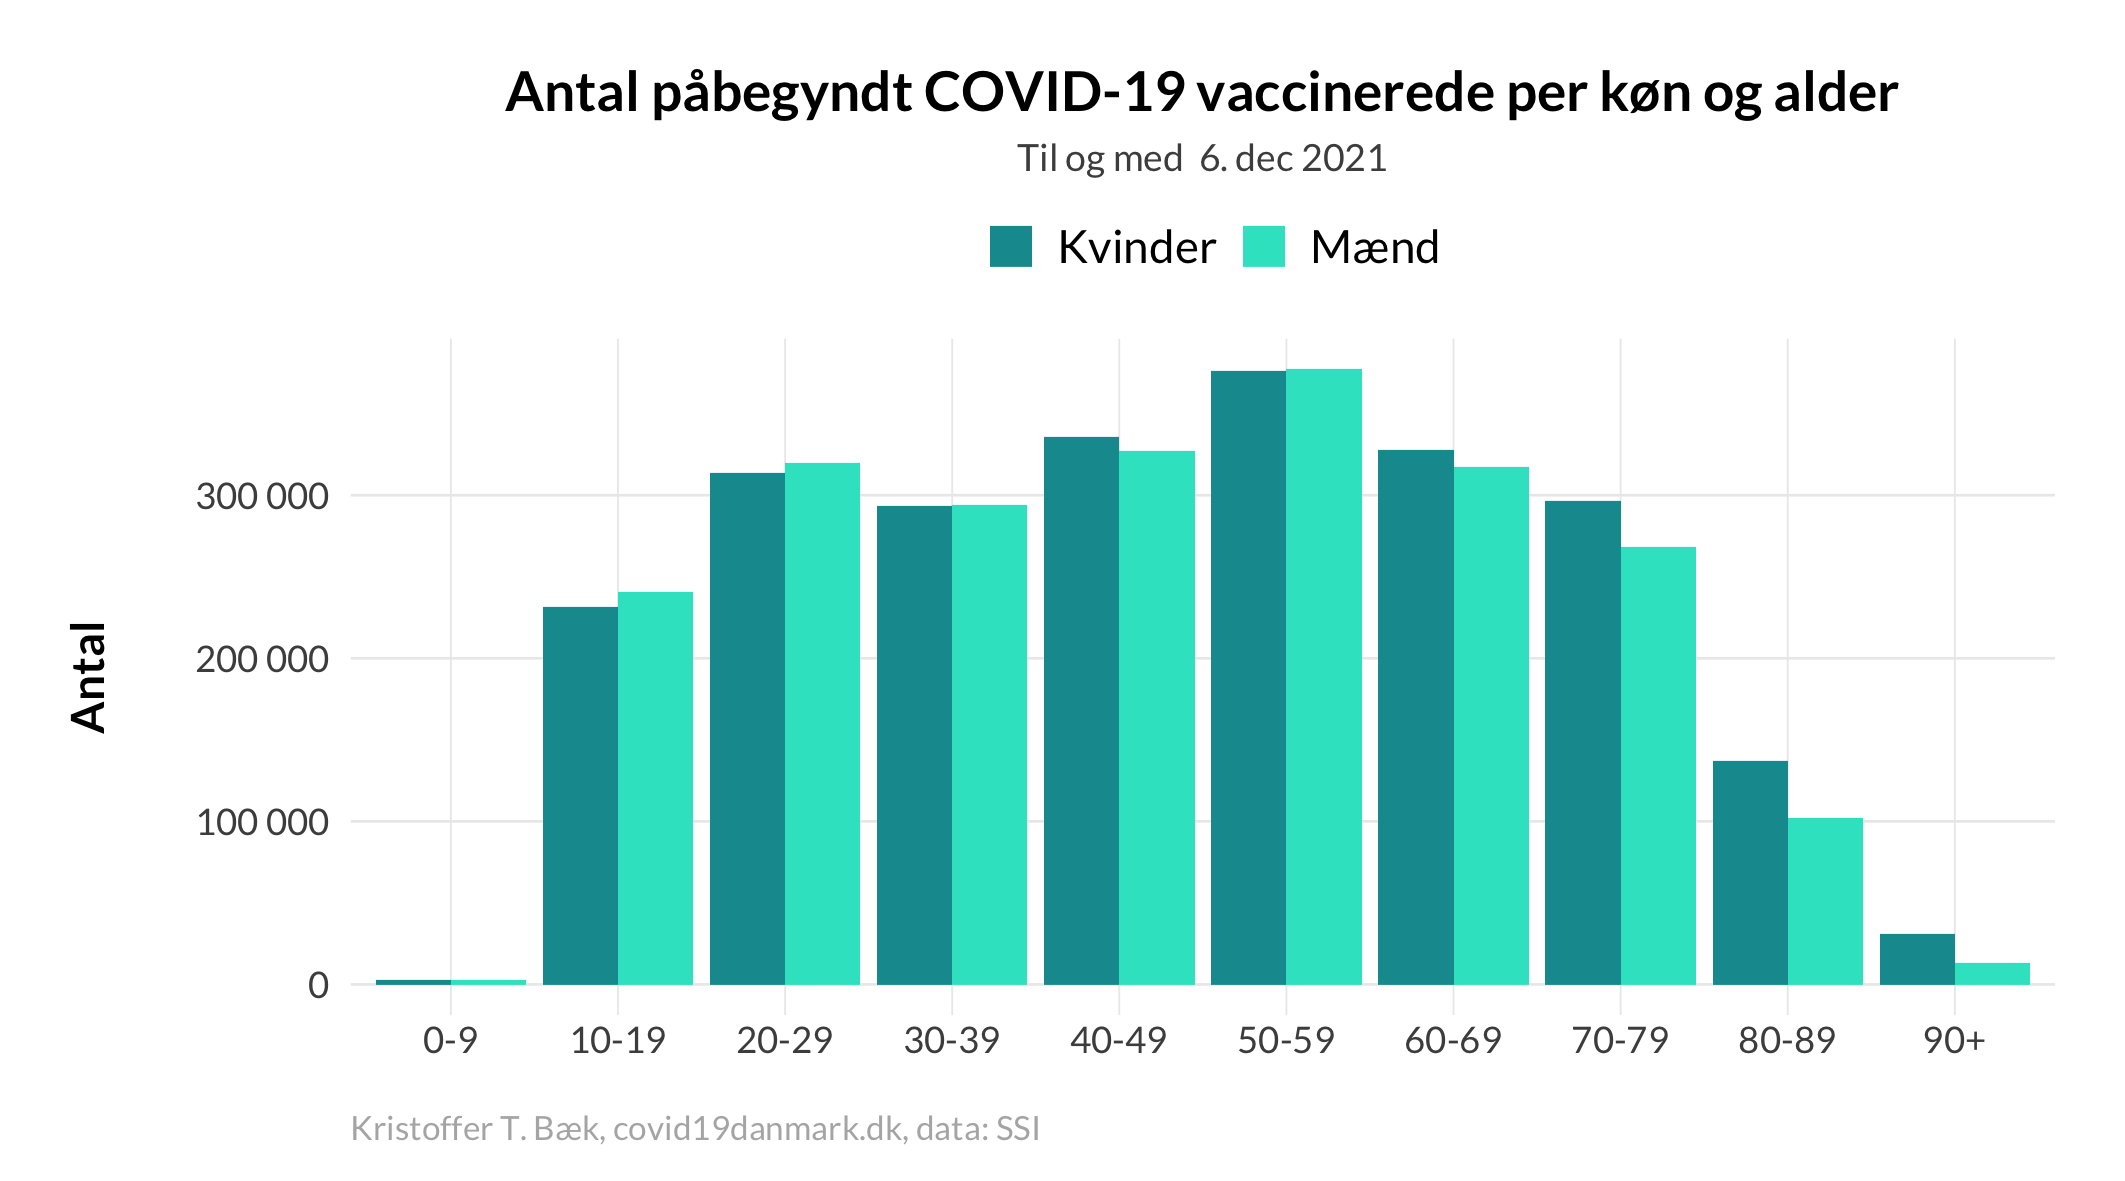 Antal påbegyndt COVID-19 vaccinerede per køn og alder
Til og med  6. dec 2021
Kvinder Mænd
Antal
300 000
200 000
100 000
0
0-9 10-19 20-29 30-39 40-49 50-59 60-69 70-79 80-89 90+
Kristoffer T. Bæk, covid19danmark.dk, data: SSI